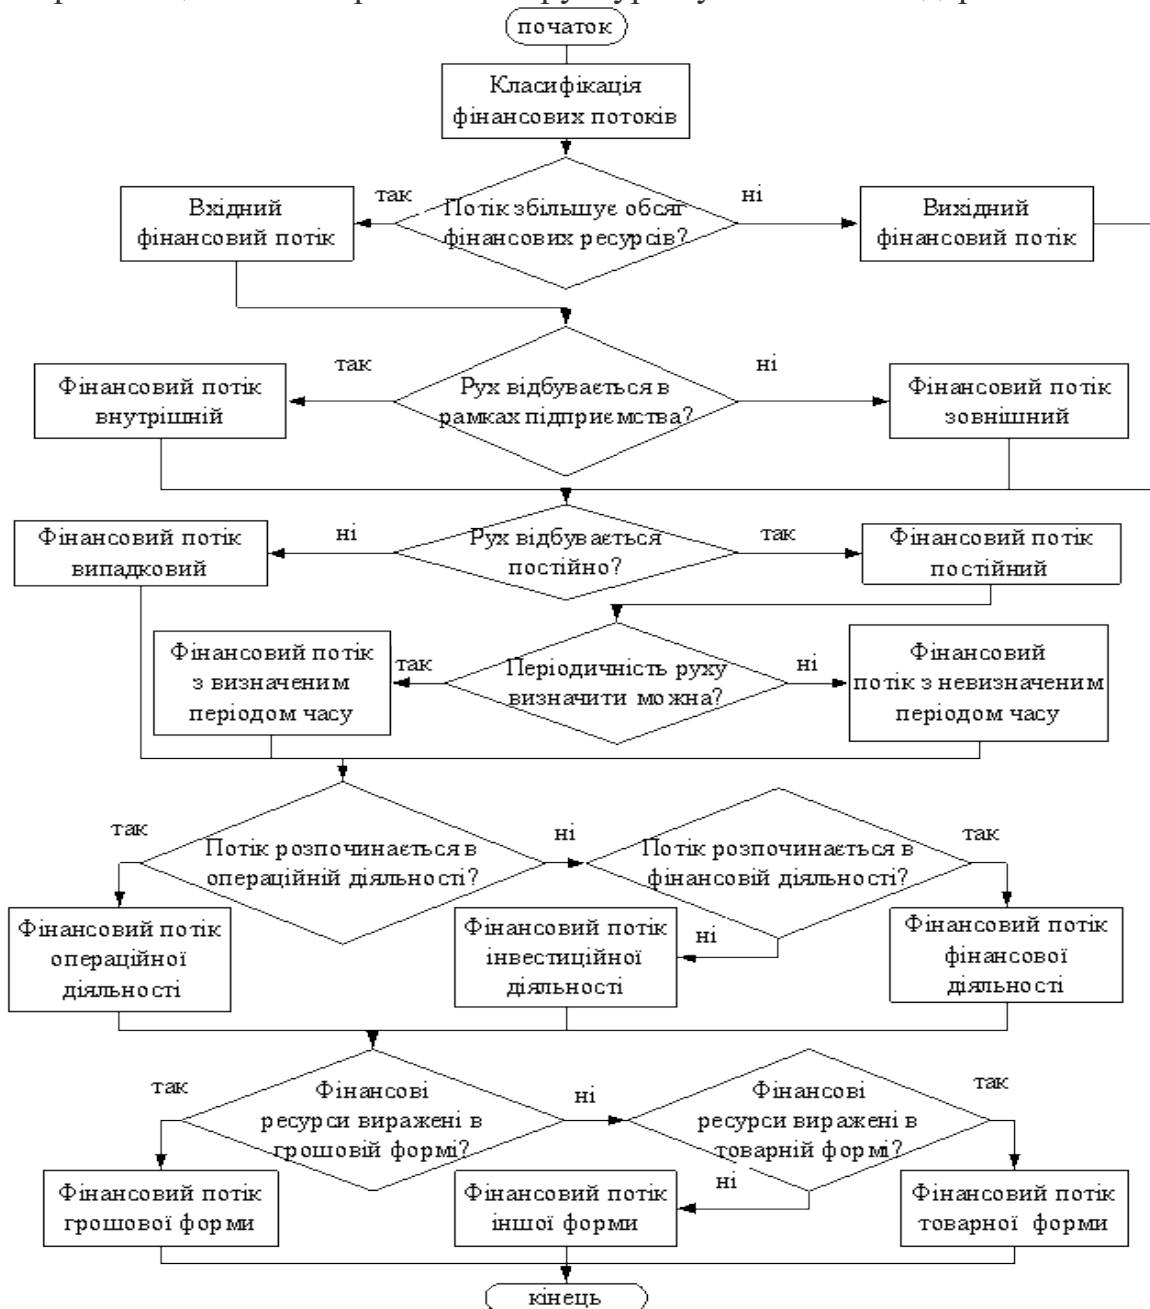 початок
Класифікація
фінансових потоків
так
ні
Вхідний
фінансовий потік
Потік збільшує обсяг
фінансових ресурсів?
Вихідний
фінансовий потік
так
ні
Фінансовий потік
внутрішній
Рух відбувається в
рамках підприємства?
Фінансовий потік
зовнішний
ні
так
Фінансовий потік
випадковий
Рух відбувається
постійно?
Фінансовий потік
постійний
Фінансовий потік
з визначеним
періодом часу
так
Періодичність руху
визначити можна?
ні
Фінансовий
потік з невизначеним
періодом часу
так
ні
так
Потік розпочинається в
операційній діяльності?
Потік розпочинається в
фінансовій діяльності?
Фінансовий потік
операційної
діяльності
Фінансовий потік
інвестиційної
діяльності
ні
Фінансовий потік
фінансової
діяльності
так
Фінансові
ресурси виражені в
грошовій формі?
ні
Фінансові
ресурси виражені в
товарній формі?
так
Фінансовий потік
грошової форми
Фінансовий потік
іншої форми
ні
Фінансовий потік
товарної форми
кінець